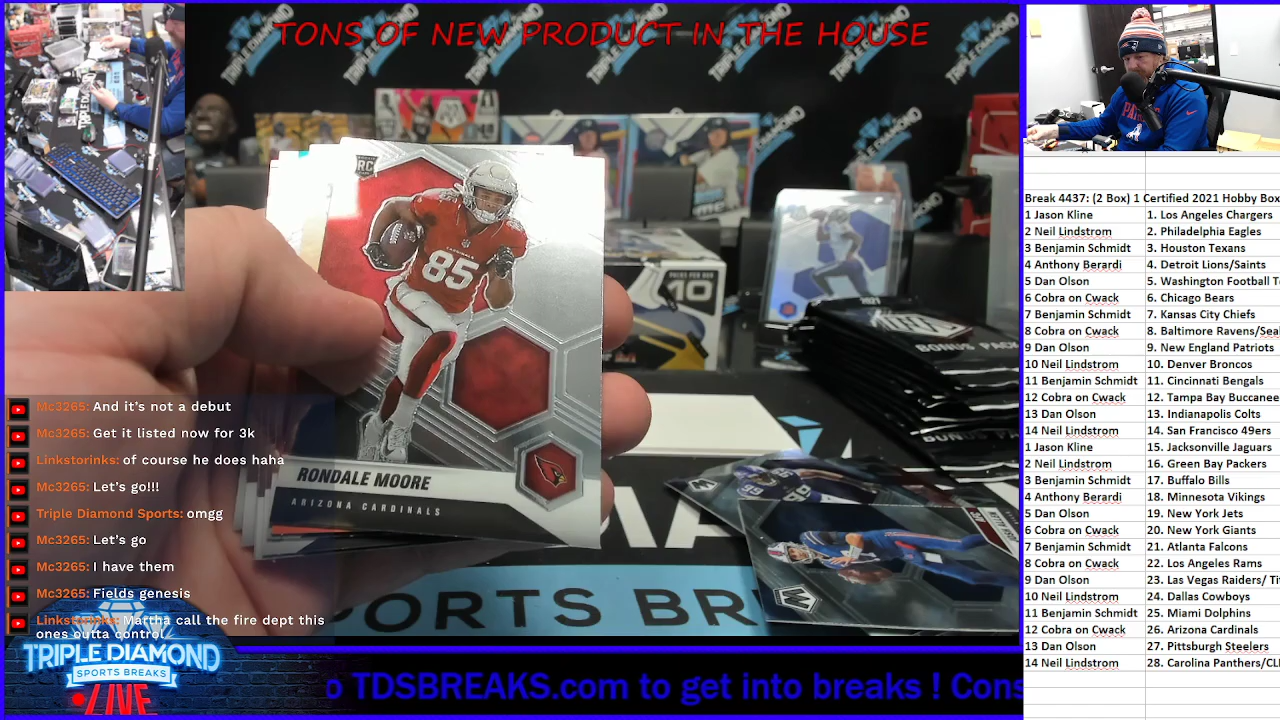 TONS OF NEW PRODUCT IN THE HOUSE
RC
85
RONDALE MOORE
ARIZONA CARDINALS
PACKS PER BOX
10
2021
BONUS PACK
Mc3265: And it's not a debut
Mc3265: Get it listed now for 3k
Linkstorinks: of course he does haha
Mc3265: Let's go!!!
Triple Diamond Sports: omgg
Mc3265: Let's go
Mc3265: I have them
Mc3265: Fields genesis
Linkstorinks: Martha call the fire dept this
ones outta control
TRIPLE DIAMOND
SPORTS BREAKS
LIVE
PORTS BR
o TDSBREAKS.com to get into breaks !
Break 4437: (2 Box) 1 Certified 2021 Hobby Box
1 Jason Kline 1. Los Angeles Chargers
2 Neil Lindstrom 2. Philadelphia Eagles
3 Benjamin Schmidt 3. Houston Texans
4 Anthony Berardi 4. Detroit Lions/Saints
5 Dan Olson 5. Washington Football T
6 Cobra on Cwack 6. Chicago Bears
7 Benjamin Schmidt 7. Kansas City Chiefs
8 Cobra on Cwack 8. Baltimore Ravens/Sea
9 Dan Olson 9. New England Patriots
10 Neil Lindstrom 10. Denver Broncos
11 Benjamin Schmidt 11. Cincinnati Bengals
12 Cobra on Cwack 12. Tampa Bay Buccanee
13 Dan Olson 13. Indianapolis Colts
14 Neil Lindstrom 14. San Francisco 49ers
1 Jason Kline 15. Jacksonville Jaguars
2 Neil Lindstrom 16. Green Bay Packers
3 Benjamin Schmidt 17. Buffalo Bills
4 Anthony Berardi 18. Minnesota Vikings
5 Dan Olson 19. New York Jets
6 Cobra on Cwack 20. New York Giants
7 Benjamin Schmidt 21. Atlanta Falcons
8 Cobra on Cwack 22. Los Angeles Rams
9 Dan Olson 23. Las Vegas Raiders/ Ti
10 Neil Lindstrom 24. Dallas Cowboys
11 Benjamin Schmidt 25. Miami Dolphins
12 Cobra on Cwack 26. Arizona Cardinals
13 Dan Olson 27. Pittsburgh Steelers
14 Neil Lindstrom 28.